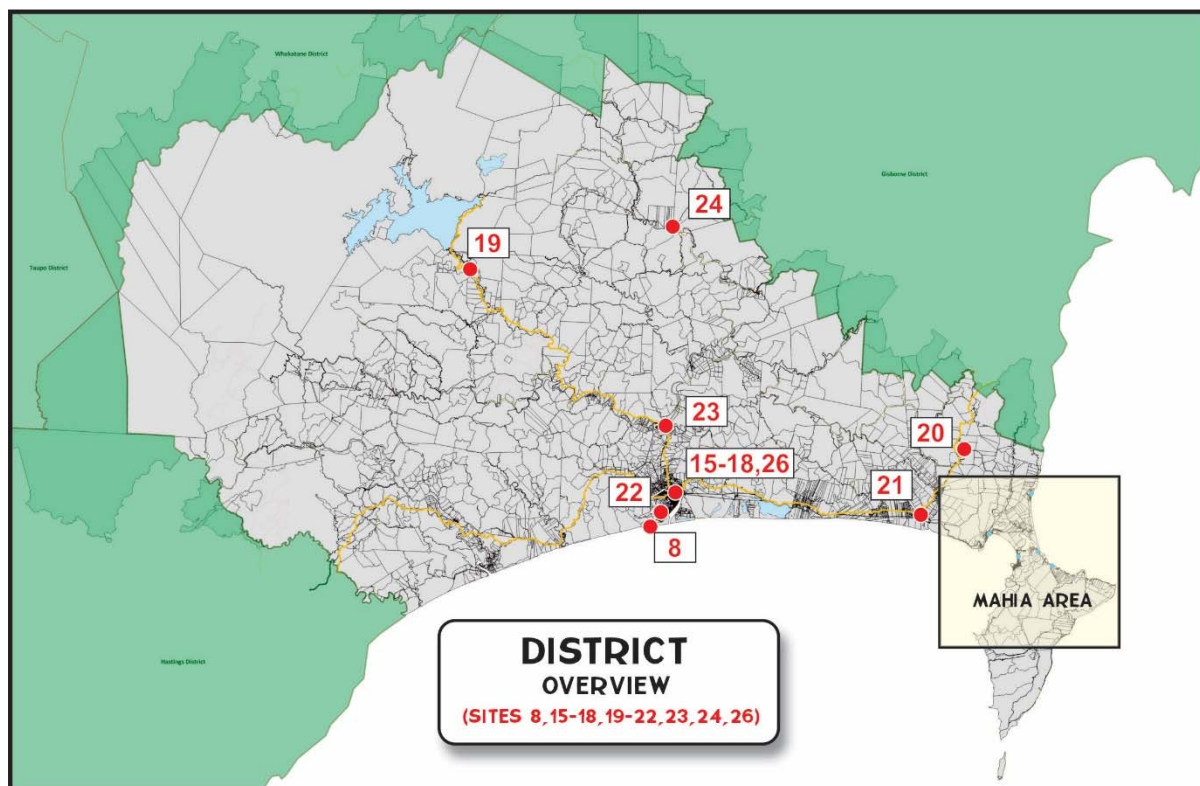 Whakatane District
Gisborne District
24
19
Taupo District
23
20
15-18,26
22
21
8
MAHIA AREA
DISTRICT
OVERVIEW
(SITES 8,15-18,19-22,23,24,26)
Hastings District